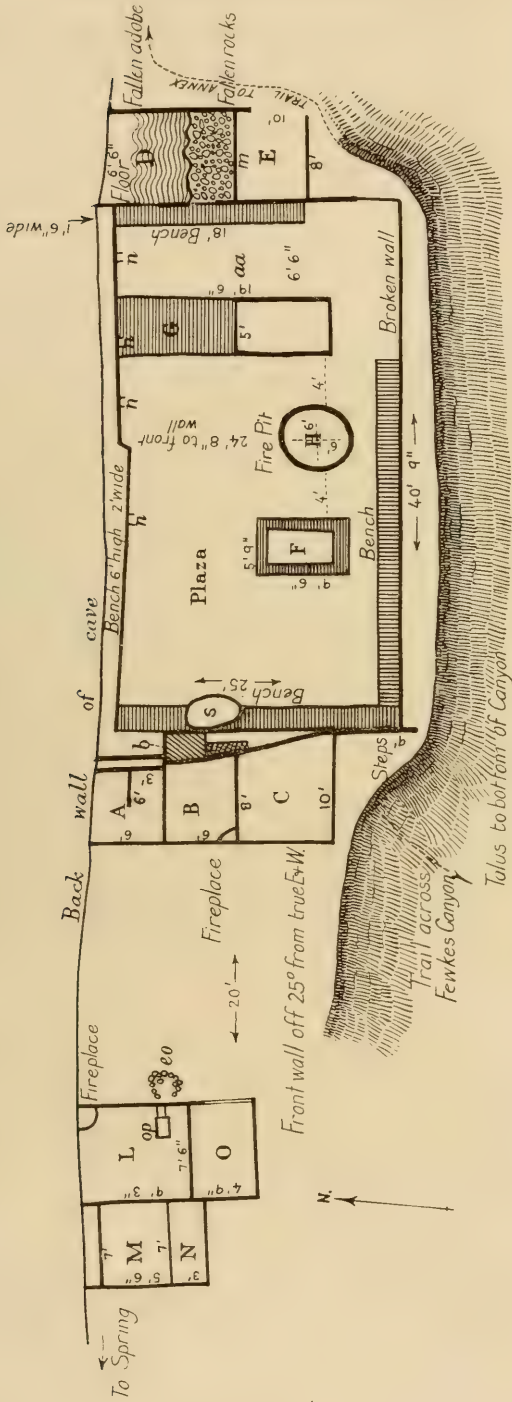 To Spring
Back wall of cave
Fireplace
L
op
eo
7' 6"
9' 3"
O
4' 9"
7'
M
5' 6"
7'
N
3'
N.
20'
Fireplace
A
6'
6'
3'
b
B
6'
C
8'
10'
Front wall off 25° from true E & W.
Bench 6' high 2' wide
h
h
h
h
1' 6" wide
S
25'
Bench
Plaza
24' 8" to front
wall
G
5'
19' 6"
aa
6' 6"
18' Bench
Fire Pit
H
6'
6'
4'
4'
F
5' 9"
9' 6"
Bench
Broken wall
40' 9"
Steps
9'
D
6' 6"
Floor
Fallen adobe
Fallen rocks
m
E
10'
8'
TRAIL TO ANNEX
Trail across
Fewkes Canyon
Tulus to bottom of Canyon